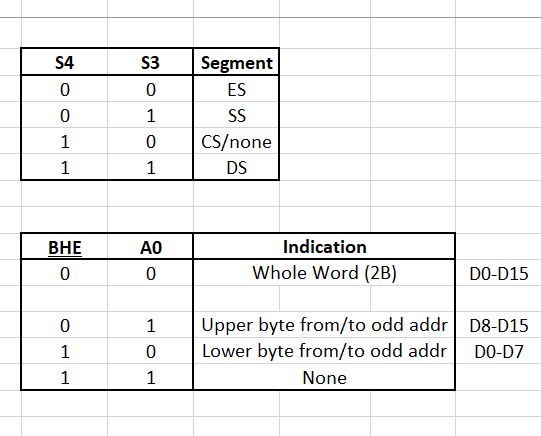 S4 S3 Segment
0 0 ES
0 1 SS
1 0 CS/none
1 1 DS
BHE A0 Indication
0 0 Whole Word (2B) D0-D15
0 1 Upper byte from/to odd addr D8-D15
1 0 Lower byte from/to odd addr D0-D7
1 1 None